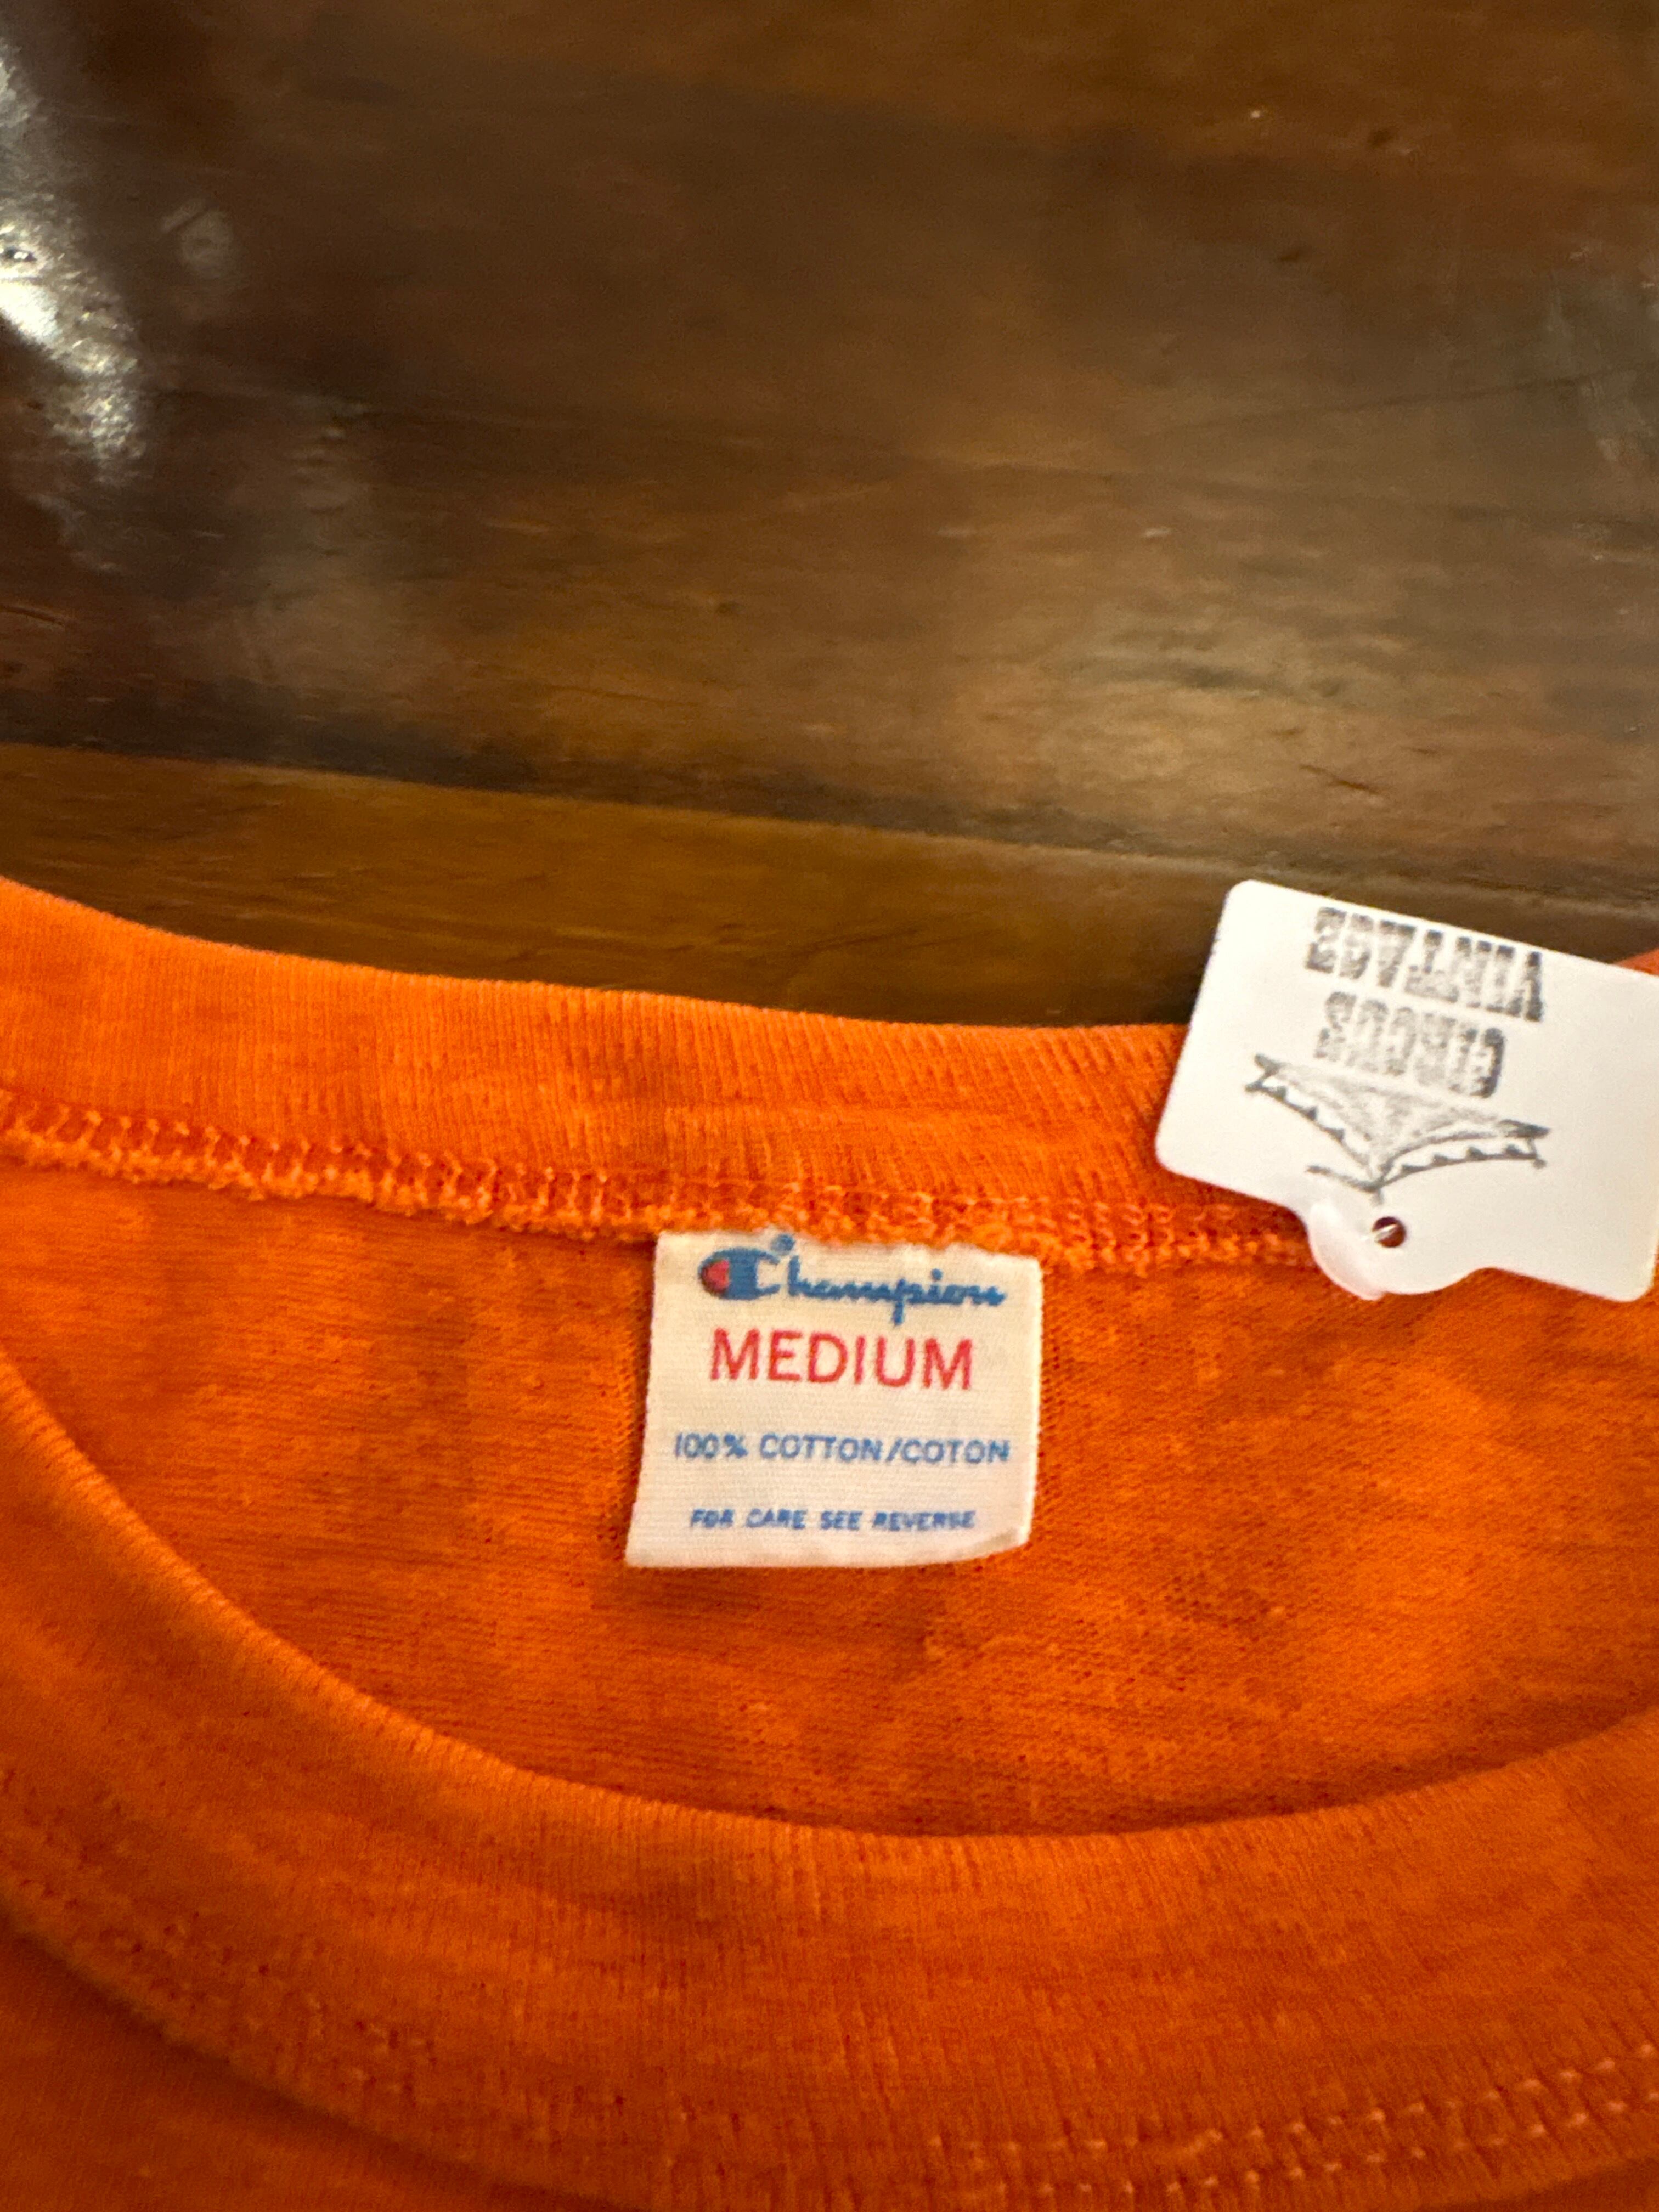 Champion®
MEDIUM
100% COTTON/COTON
FOR CARE SEE REVERSE
VINTAGE
CIRCUS